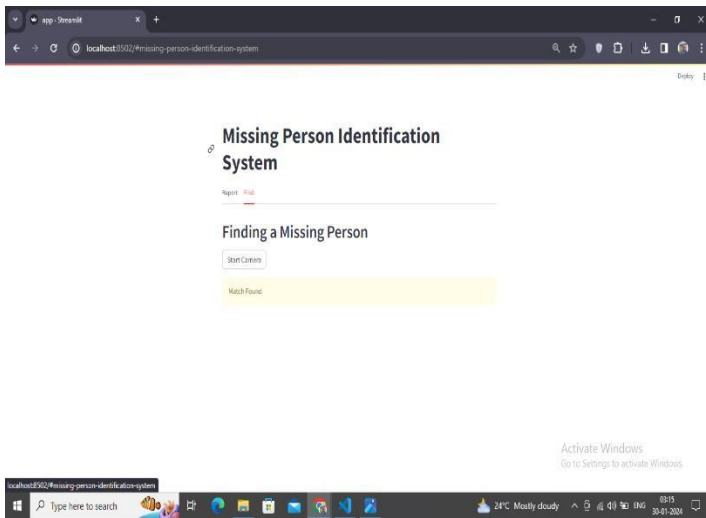 app · Streamlit
localhost:8502/#missing-person-identification-system
Deploy
Missing Person Identification
System
Report Find
Finding a Missing Person
Start Camera
Match Found.
Activate Windows
Go to Settings to activate Windows.
localhost:8502/#missing-person-identification-system
Type here to search
24°C Mostly cloudy
ENG
03:15
30-01-2024